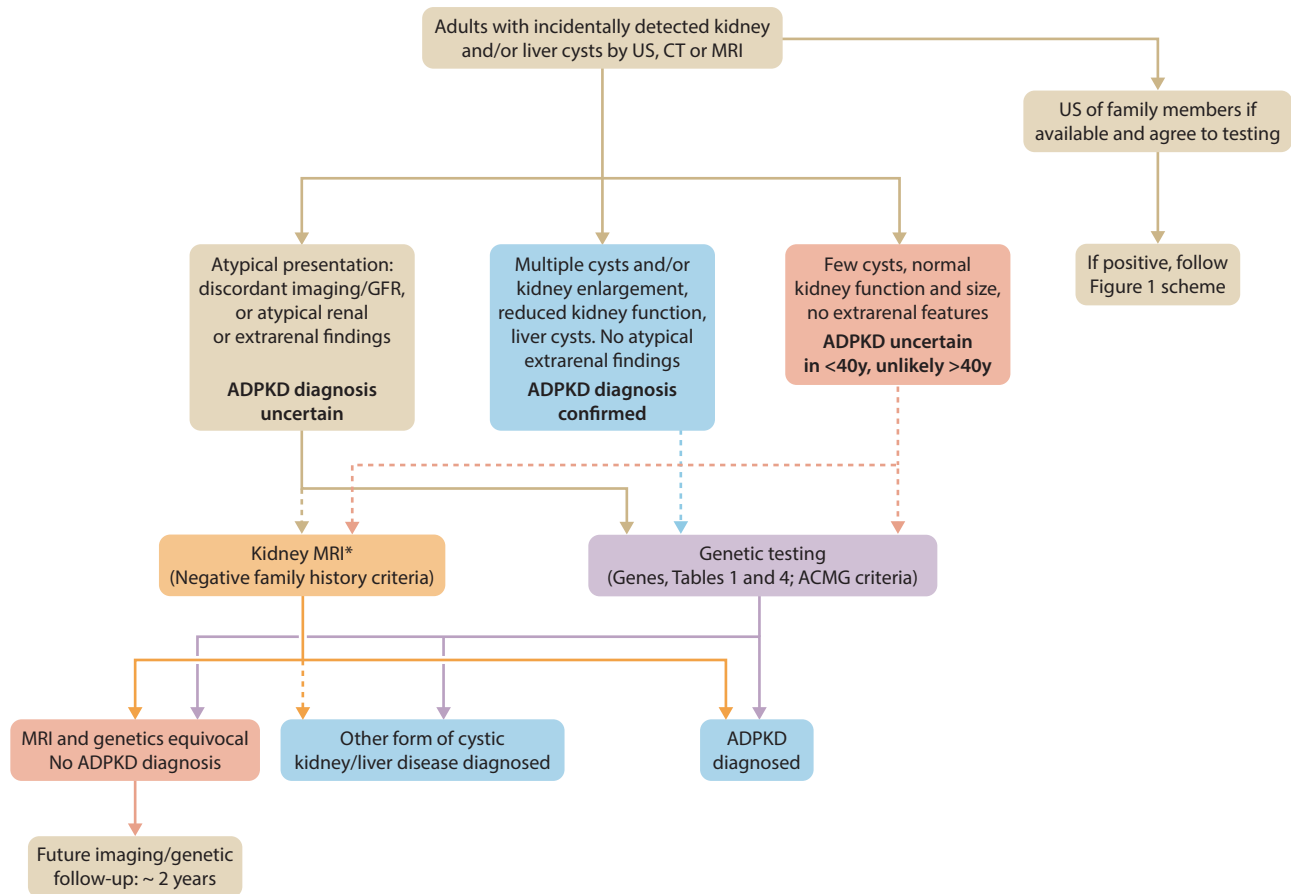 Adults with incidentally detected kidney
and/or liver cysts by US, CT or MRI
US of family members if
available and agree to testing
Atypical presentation:
discordant imaging/GFR,
or atypical renal
or extrarenal findings
ADPKD diagnosis
uncertain
Multiple cysts and/or
kidney enlargement,
reduced kidney function,
liver cysts. No atypical
extrarenal findings
ADPKD diagnosis
confirmed
Few cysts, normal
kidney function and size,
no extrarenal features
ADPKD uncertain
in <40y, unlikely >40y
If positive, follow
Figure 1 scheme
Kidney MRI*
(Negative family history criteria)
Genetic testing
(Genes, Tables 1 and 4; ACMG criteria)
MRI and genetics equivocal
No ADPKD diagnosis
Other form of cystic
kidney/liver disease diagnosed
ADPKD
diagnosed
Future imaging/genetic
follow-up: ~ 2 years